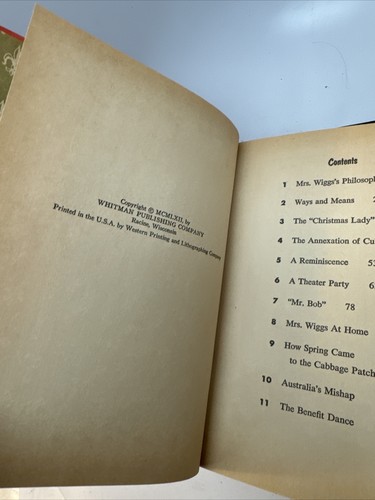 Copyright © MCMLXII, by
WHITMAN PUBLISHING COMPANY
Racine, Wisconsin
Printed in the U.S.A. by Western Printing and Lithographing Company
Contents
1 Mrs. Wiggs's
2 Ways and Means
3 The "Christmas Lady"
4 The Annexation of
5 A Reminiscence
6 A Theater Party
7 "Mr. Bob" 78
8 Mrs. Wiggs At Home
9 How Spring Came
to the Cabbage Patch
10 Australia's Mishap
11 The Benefit Dance